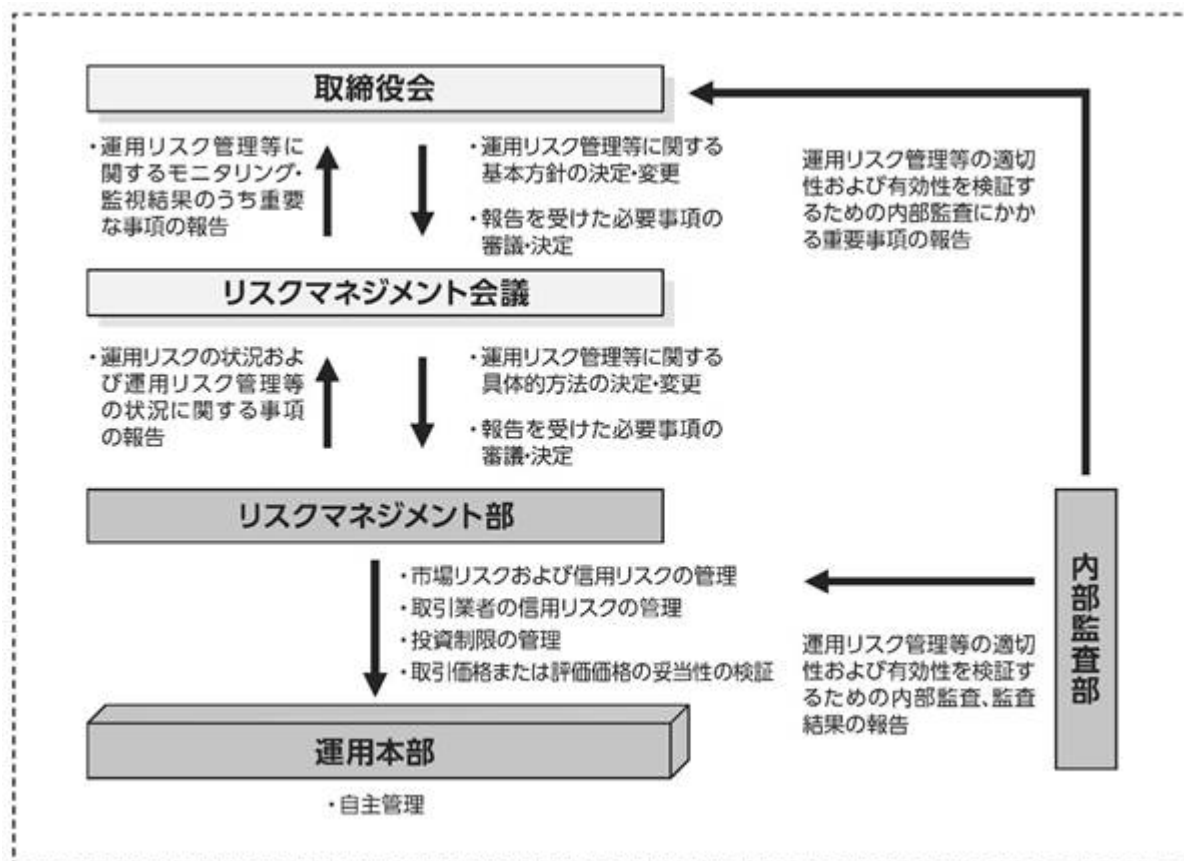 取締役会
・運用リスク管理等に
関するモニタリング・
監視結果のうち重要
な事項の報告
・運用リスク管理等に関する
基本方針の決定・変更
・報告を受けた必要事項の
審議・決定
運用リスク管理等の適切
性および有効性を検証す
るための内部監査にかか
る重要事項の報告
リスクマネジメント会議
・運用リスクの状況およ
び運用リスク管理等
の状況に関する事項
の報告
・運用リスク管理等に関する
具体的方法の決定・変更
・報告を受けた必要事項の
審議・決定
リスクマネジメント部
・市場リスクおよび信用リスクの管理
・取引業者の信用リスクの管理
・投資制限の管理
・取引価格または評価価格の妥当性の検証
運用リスク管理等の適切
性および有効性を検証す
るための内部監査、監査
結果の報告
内部監査部
運用本部
・自主管理